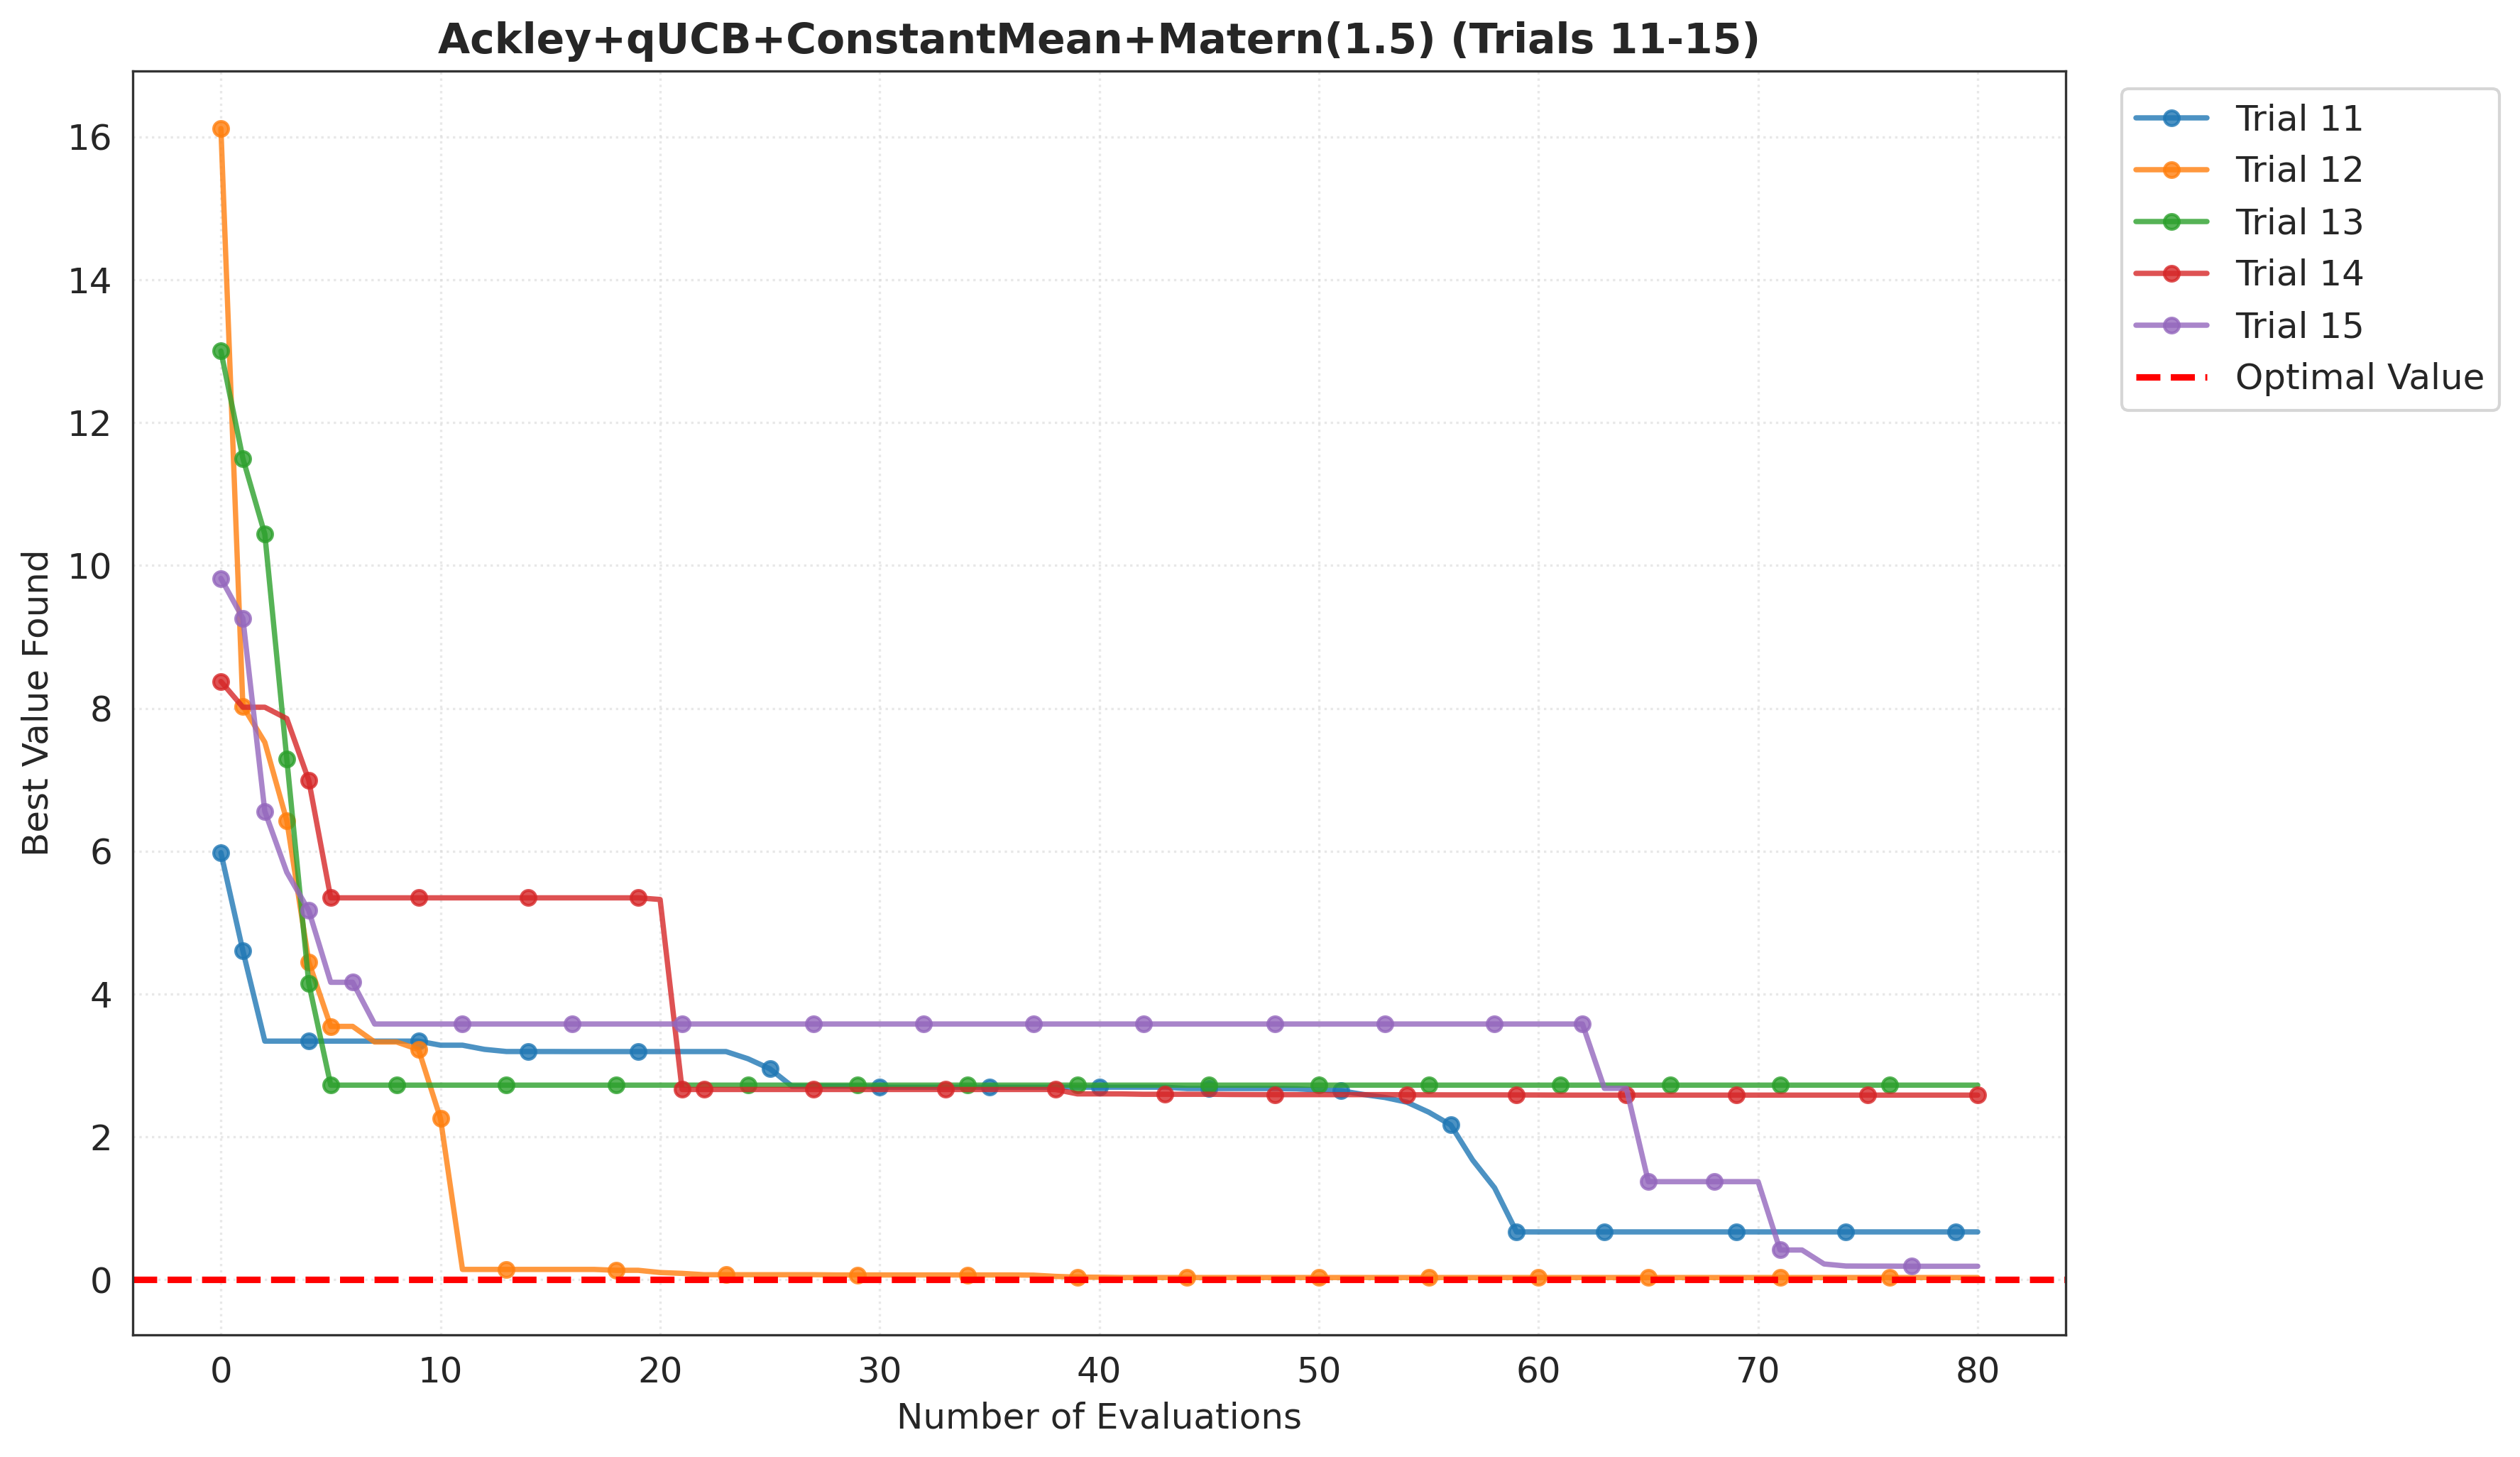 Ackley+qUCB+ConstantMean+Matern(1.5) (Trials 11-15)
Best Value Found
16
14
12
10
8
6
4
2
0
0 10 20 30 40 50 60 70 80
Number of Evaluations
Trial 11
Trial 12
Trial 13
Trial 14
Trial 15
Optimal Value